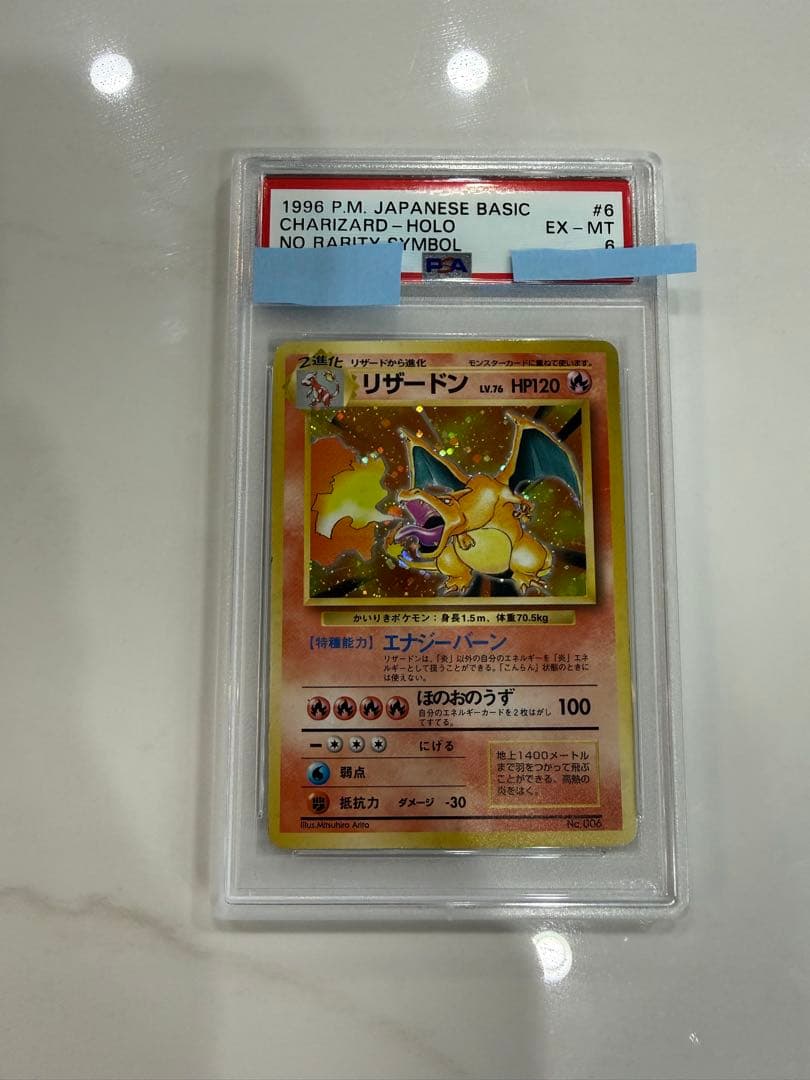 1996 P.M. JAPANESE BASIC #6
CHARIZARD-HOLO EX-MT
NO RARITY SYMBOL 6
PSA
2進化 リザードから進化 モンスターカードに重ねて使います。
リザードン LV.76 HP120
かいりきポケモン:身長1.5m、体重70.5kg
【特殊能力】エナジーバーン
リザードンは、「炎」以外の自分のエネルギーを「炎」エネ
ルギーとして扱うことができる。「こんらん」状態のときに
は使えない。
ほのおのうず 100
自分のエネルギーカードを2枚はがし
てすてる。
にげる
弱点
抵抗力 ダメージ -30
地上1400メートル
まで羽をつかって飛ぶ
ことができる。高熱の
炎をはく。
Illus.Mitsuhiro Arita No.006